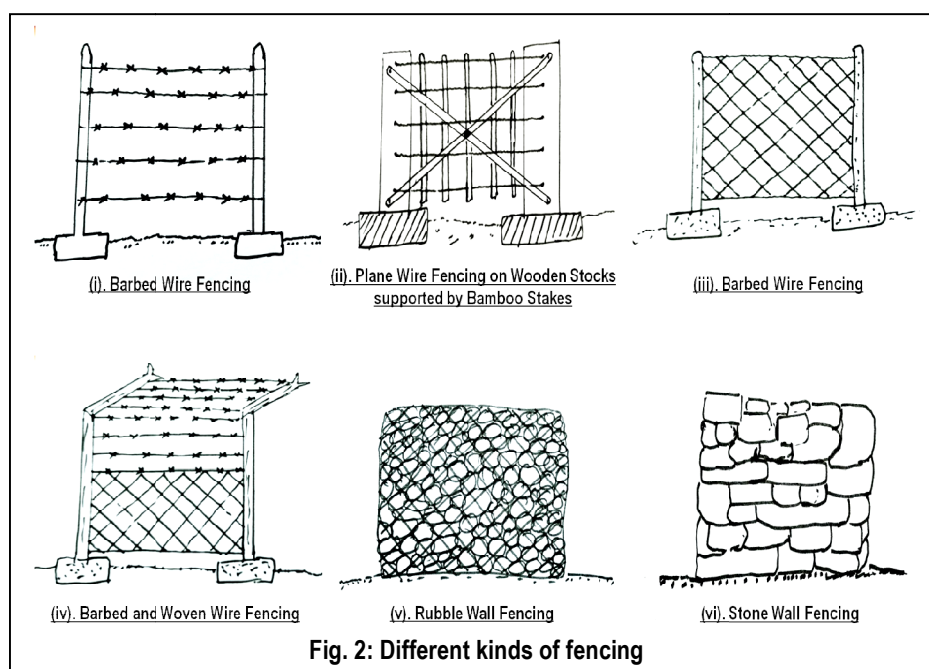 (i). Barbed Wire Fencing
(ii). Plane Wire Fencing on Wooden Stocks
supported by Bamboo Stakes
(iii). Barbed Wire Fencing
(iv). Barbed and Woven Wire Fencing
(v). Rubble Wall Fencing
(vi). Stone Wall Fencing
Fig. 2: Different kinds of fencing